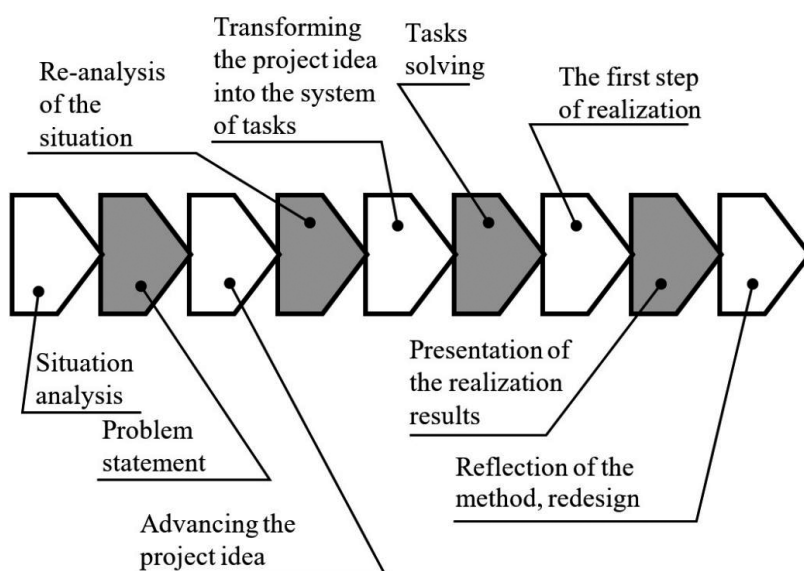 Transforming
the project idea
into the system
of tasks
Tasks
solving
Re-analysis
of the
situation
The first step
of realization
Situation
analysis
Problem
statement
Advancing the
project idea
Presentation of
the realization
results
Reflection of the
method, redesign